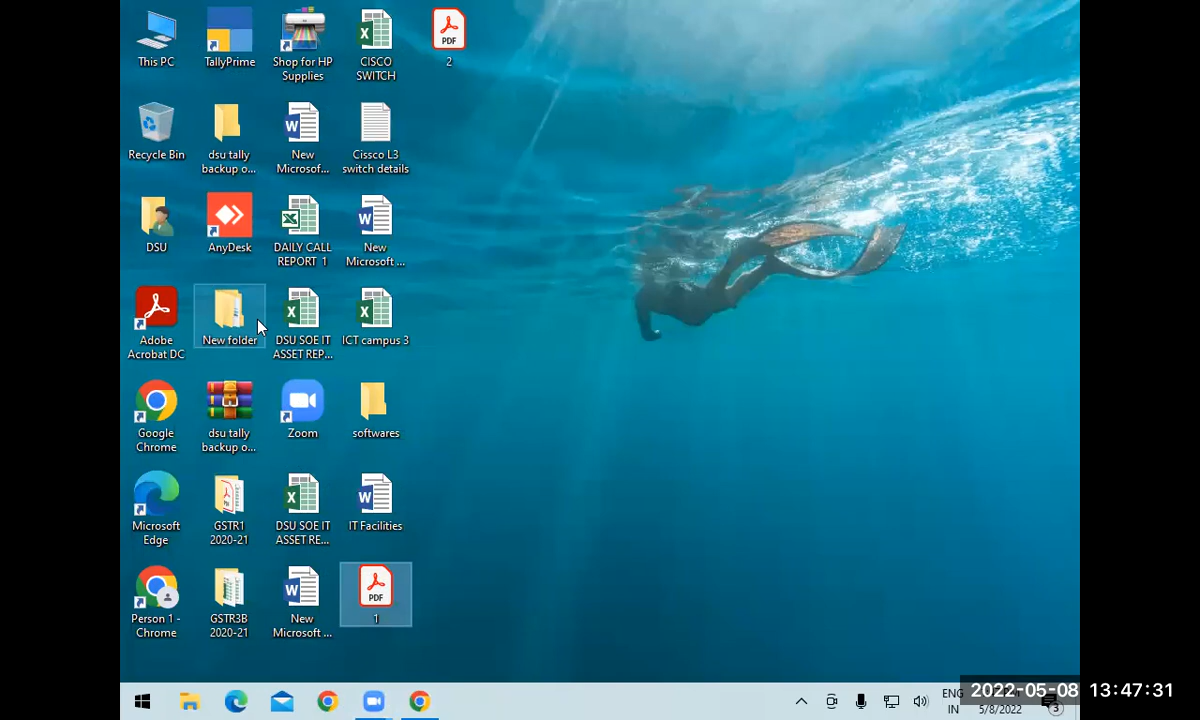 This PC
TallyPrime
Shop for HP
Supplies
CISCO
SWITCH
PDF
2
Recycle Bin
dsu tally
backup o...
New
Microsof...
Cissco L3
switch details
DSU
AnyDesk
DAILY CALL
REPORT 1
New
Microsoft ...
Adobe
Acrobat DC
New folder
DSU SOE IT
ASSET REP...
ICT campus 3
Google
Chrome
dsu tally
backup o...
Zoom
softwares
Microsoft
Edge
GSTR1
2020-21
DSU SOE IT
ASSET RE...
IT Facilities
Person 1 -
Chrome
GSTR3B
2020-21
New
Microsoft ...
PDF
1
ENG
IN
5/8/2022
3
2022-05-08 13:47:31